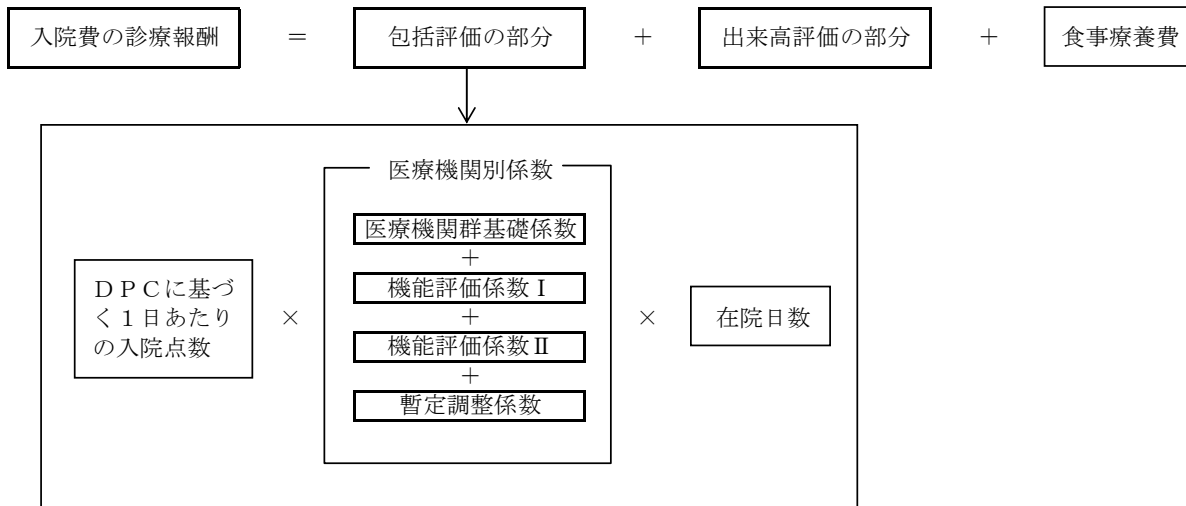 入院費の診療報酬 = 包括評価の部分 + 出来高評価の部分 + 食事療養費
医療機関別係数
医療機関群基礎係数
+
機能評価係数Ⅰ
+
機能評価係数Ⅱ
+
暫定調整係数
DPCに基づ
く1日あたり
の入院点数
×
×
在院日数